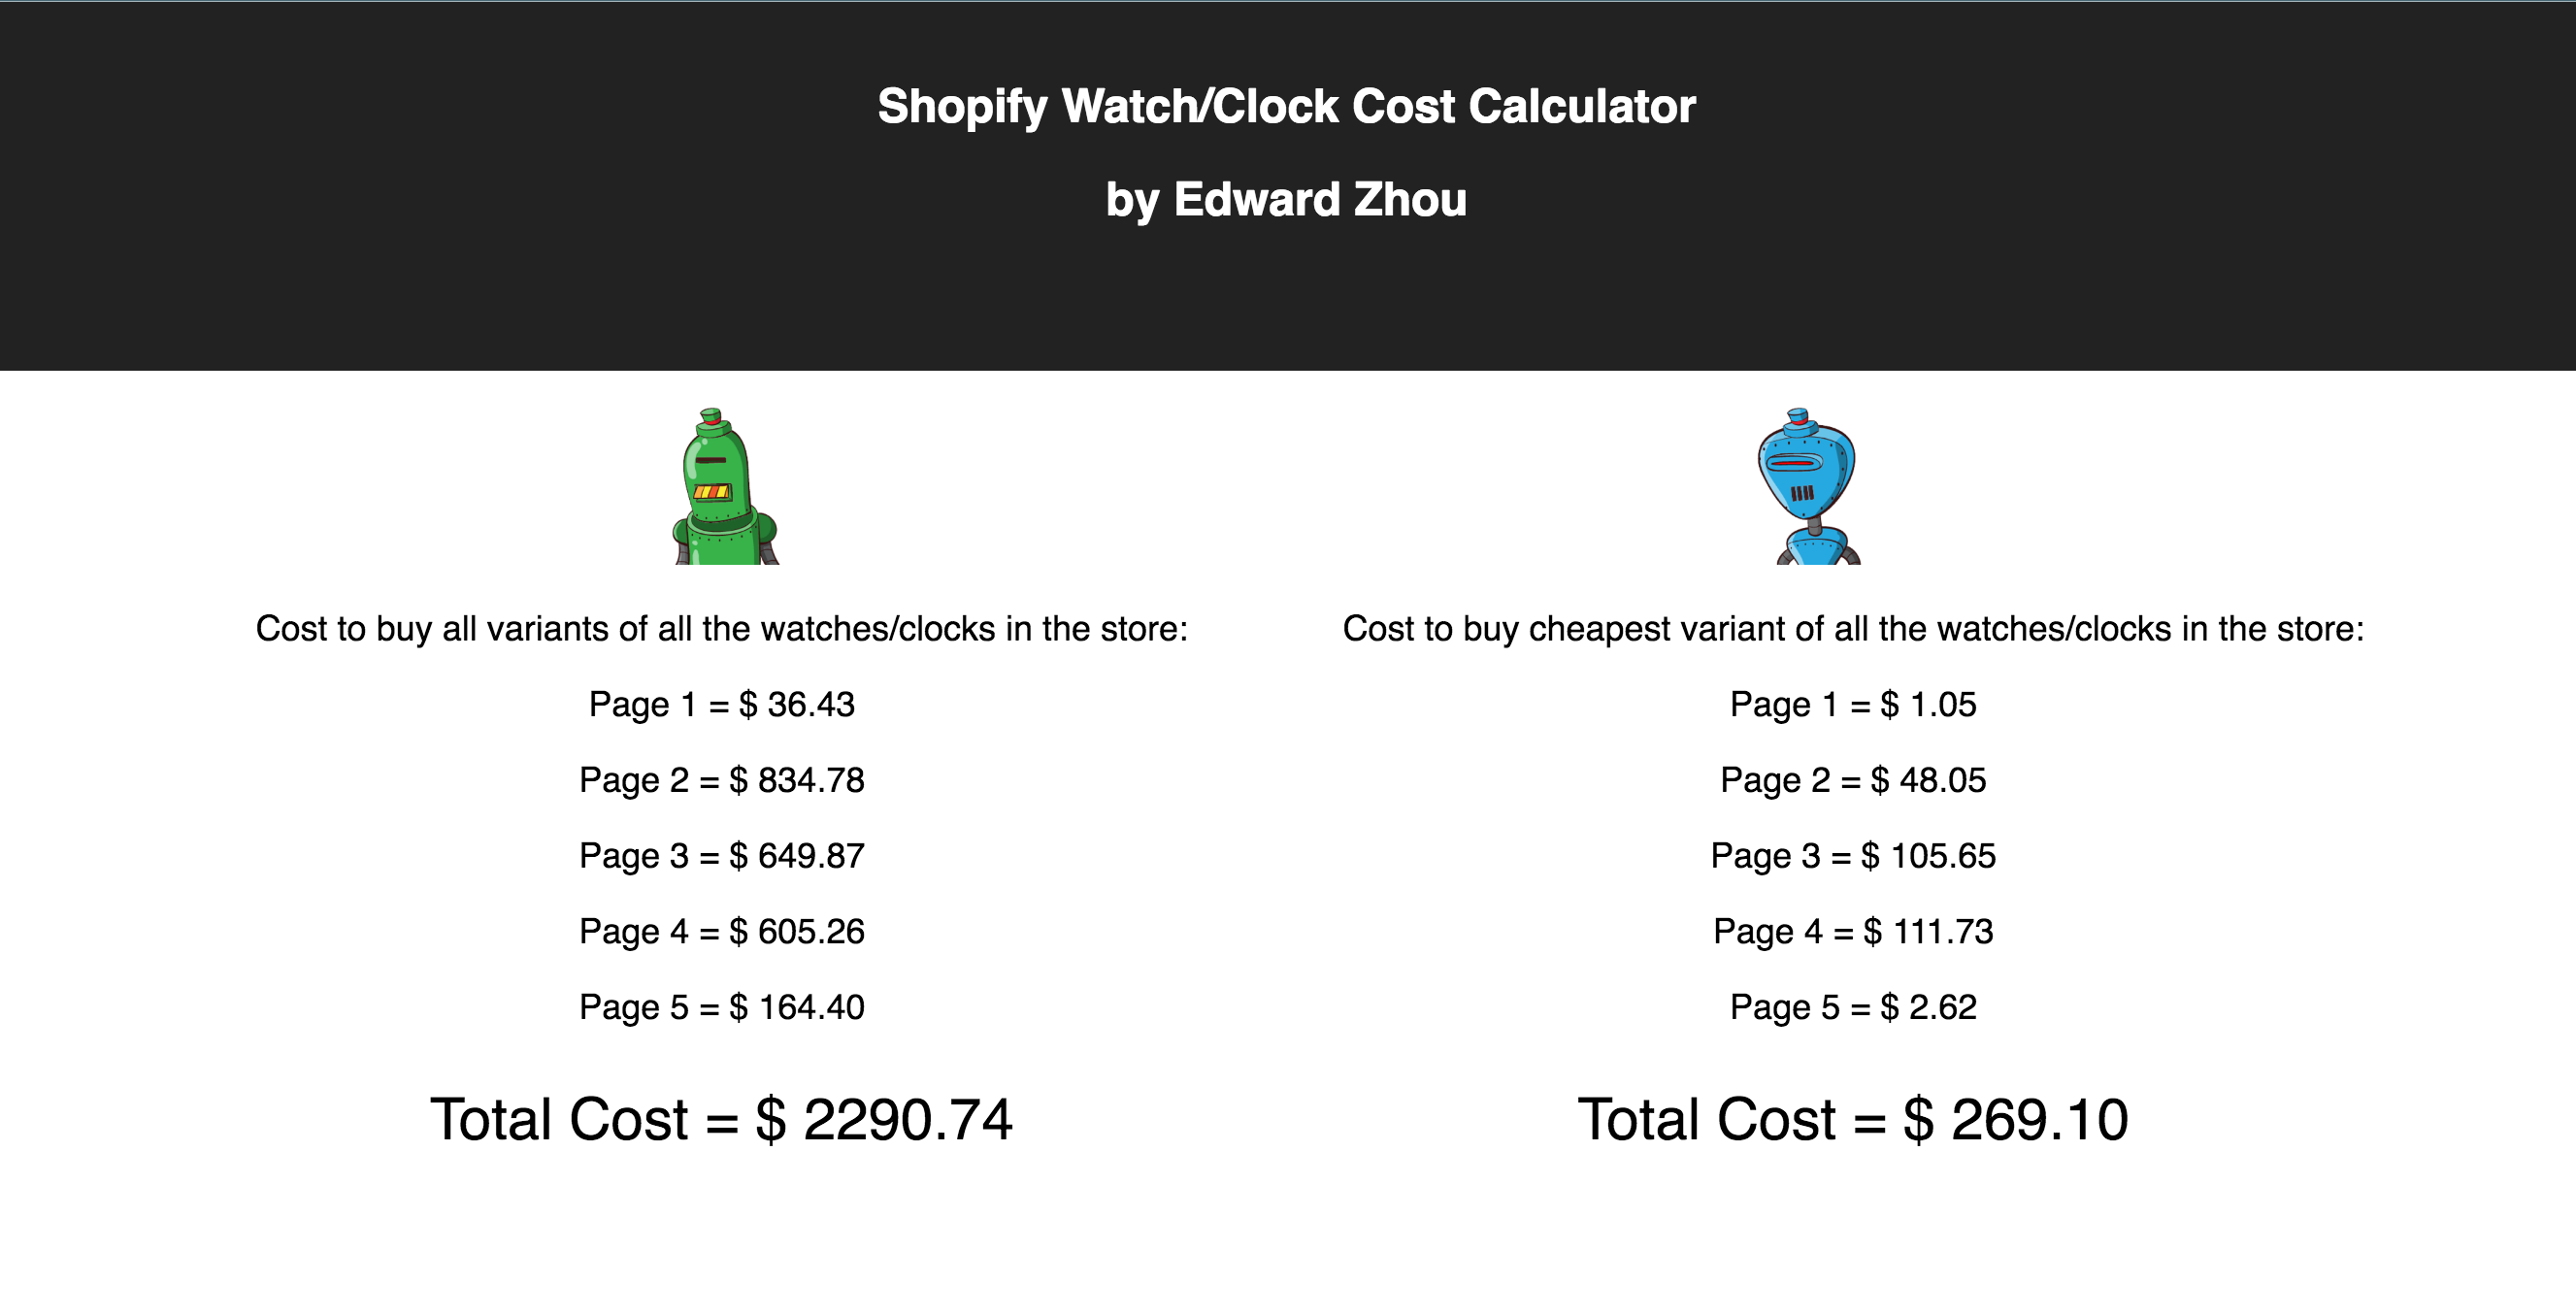 Shopify Watch/Clock Cost Calculator
by Edward Zhou
Cost to buy all variants of all the watches/clocks in the store:
Page 1 = $ 36.43
Page 2 = $ 834.78
Page 3 = $ 649.87
Page 4 = $ 605.26
Page 5 = $ 164.40
Total Cost = $ 2290.74
Cost to buy cheapest variant of all the watches/clocks in the store:
Page 1 = $ 1.05
Page 2 = $ 48.05
Page 3 = $ 105.65
Page 4 = $ 111.73
Page 5 = $ 2.62
Total Cost = $ 269.10